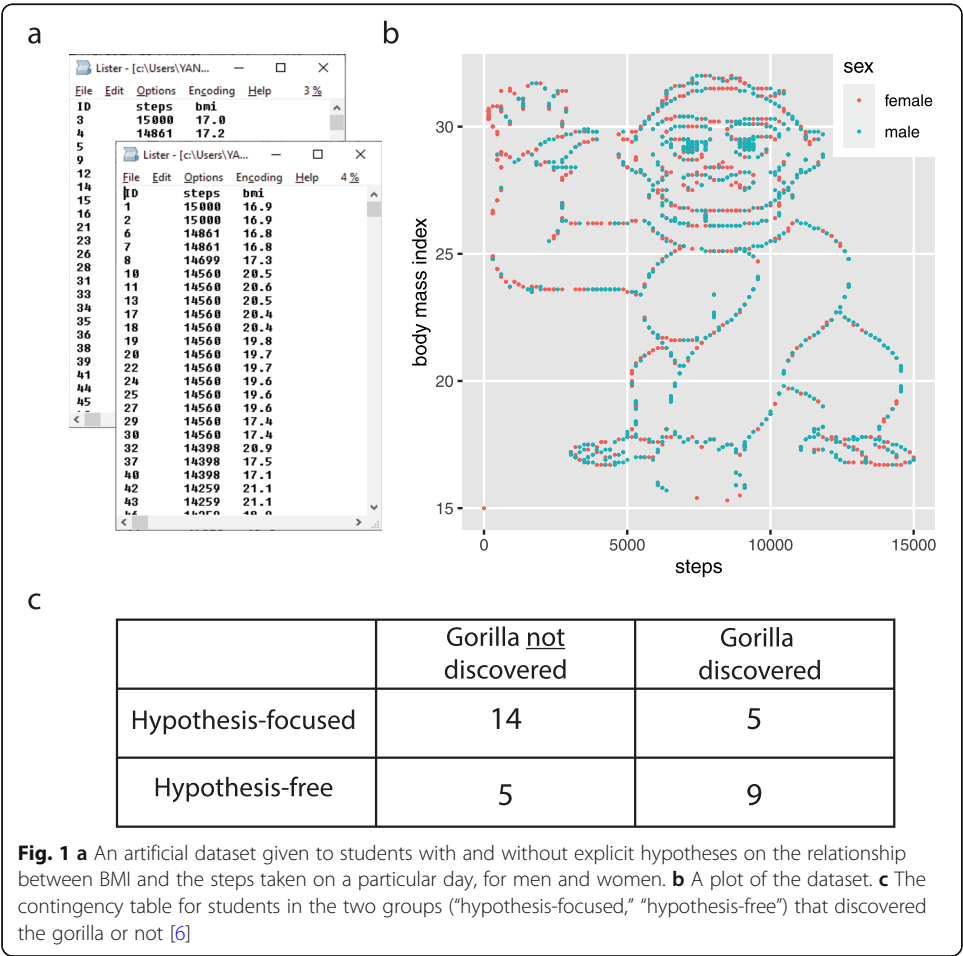 a
b
Lister - [c:\Users\YAN...
File Edit Options Encoding Help 3 %
ID steps bmi
3 15000 17.0
4 14861 17.2
5
9
12
14
15
16
21
23
26
28
31
33
34
35
36
38
39
41
44
45
Lister - [c:\Users\YA...
File Edit Options Encoding Help 4 %
ID steps bmi
1 15000 16.9
2 15000 16.9
6 14861 16.8
7 14861 16.8
8 14699 17.3
10 14560 20.5
11 14560 20.6
13 14560 20.5
17 14560 20.4
18 14560 20.4
19 14560 19.8
20 14560 19.7
22 14560 19.7
24 14560 19.6
25 14560 19.6
27 14560 19.6
29 14560 17.4
30 14560 17.4
32 14398 20.9
37 14398 17.5
40 14398 17.1
42 14259 21.1
43 14259 21.1
sex
female
male
30
25
20
15
body mass index
0 5000 10000 15000
steps
c
Gorilla not
discovered
Gorilla
discovered
Hypothesis-focused 14 5
Hypothesis-free 5 9
Fig. 1 a An artificial dataset given to students with and without explicit hypotheses on the relationship
between BMI and the steps taken on a particular day, for men and women. b A plot of the dataset. c The
contingency table for students in the two groups (“hypothesis-focused,” “hypothesis-free”) that discovered
the gorilla or not [6]